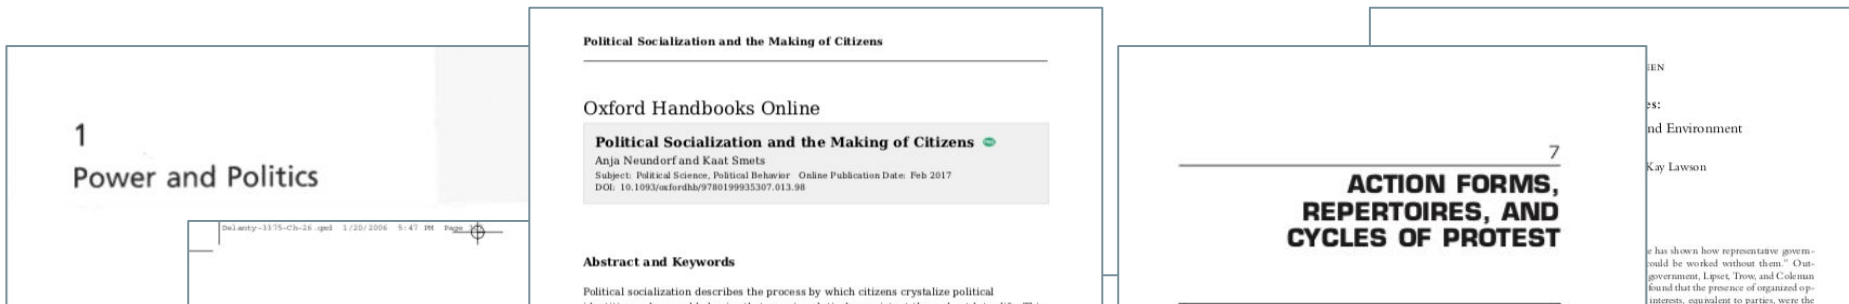 1
Power and Politics
Delanty-3375-Ch-26.qxd 1/20/2006 5:47 PM Page
Political Socialization and the Making of Citizens
Oxford Handbooks Online
Political Socialization and the Making of Citizens
Anja Neundorf and Kaat Smets
Subject: Political Science, Political Behavior Online Publication Date: Feb 2017
DOI: 10.1093/oxfordhb/9780199935307.013.98
Abstract and Keywords
Political socialization describes the process by which citizens crystalize political
7
ACTION FORMS,
REPERTOIRES, AND
CYCLES OF PROTEST
EEN
es:
nd Environment
Kay Lawson
e has shown how representative govern-
could be worked without them." Out-
government, Lipset, Trow, and Coleman
found that the presence of organized op-
interests, equivalent to parties, were the